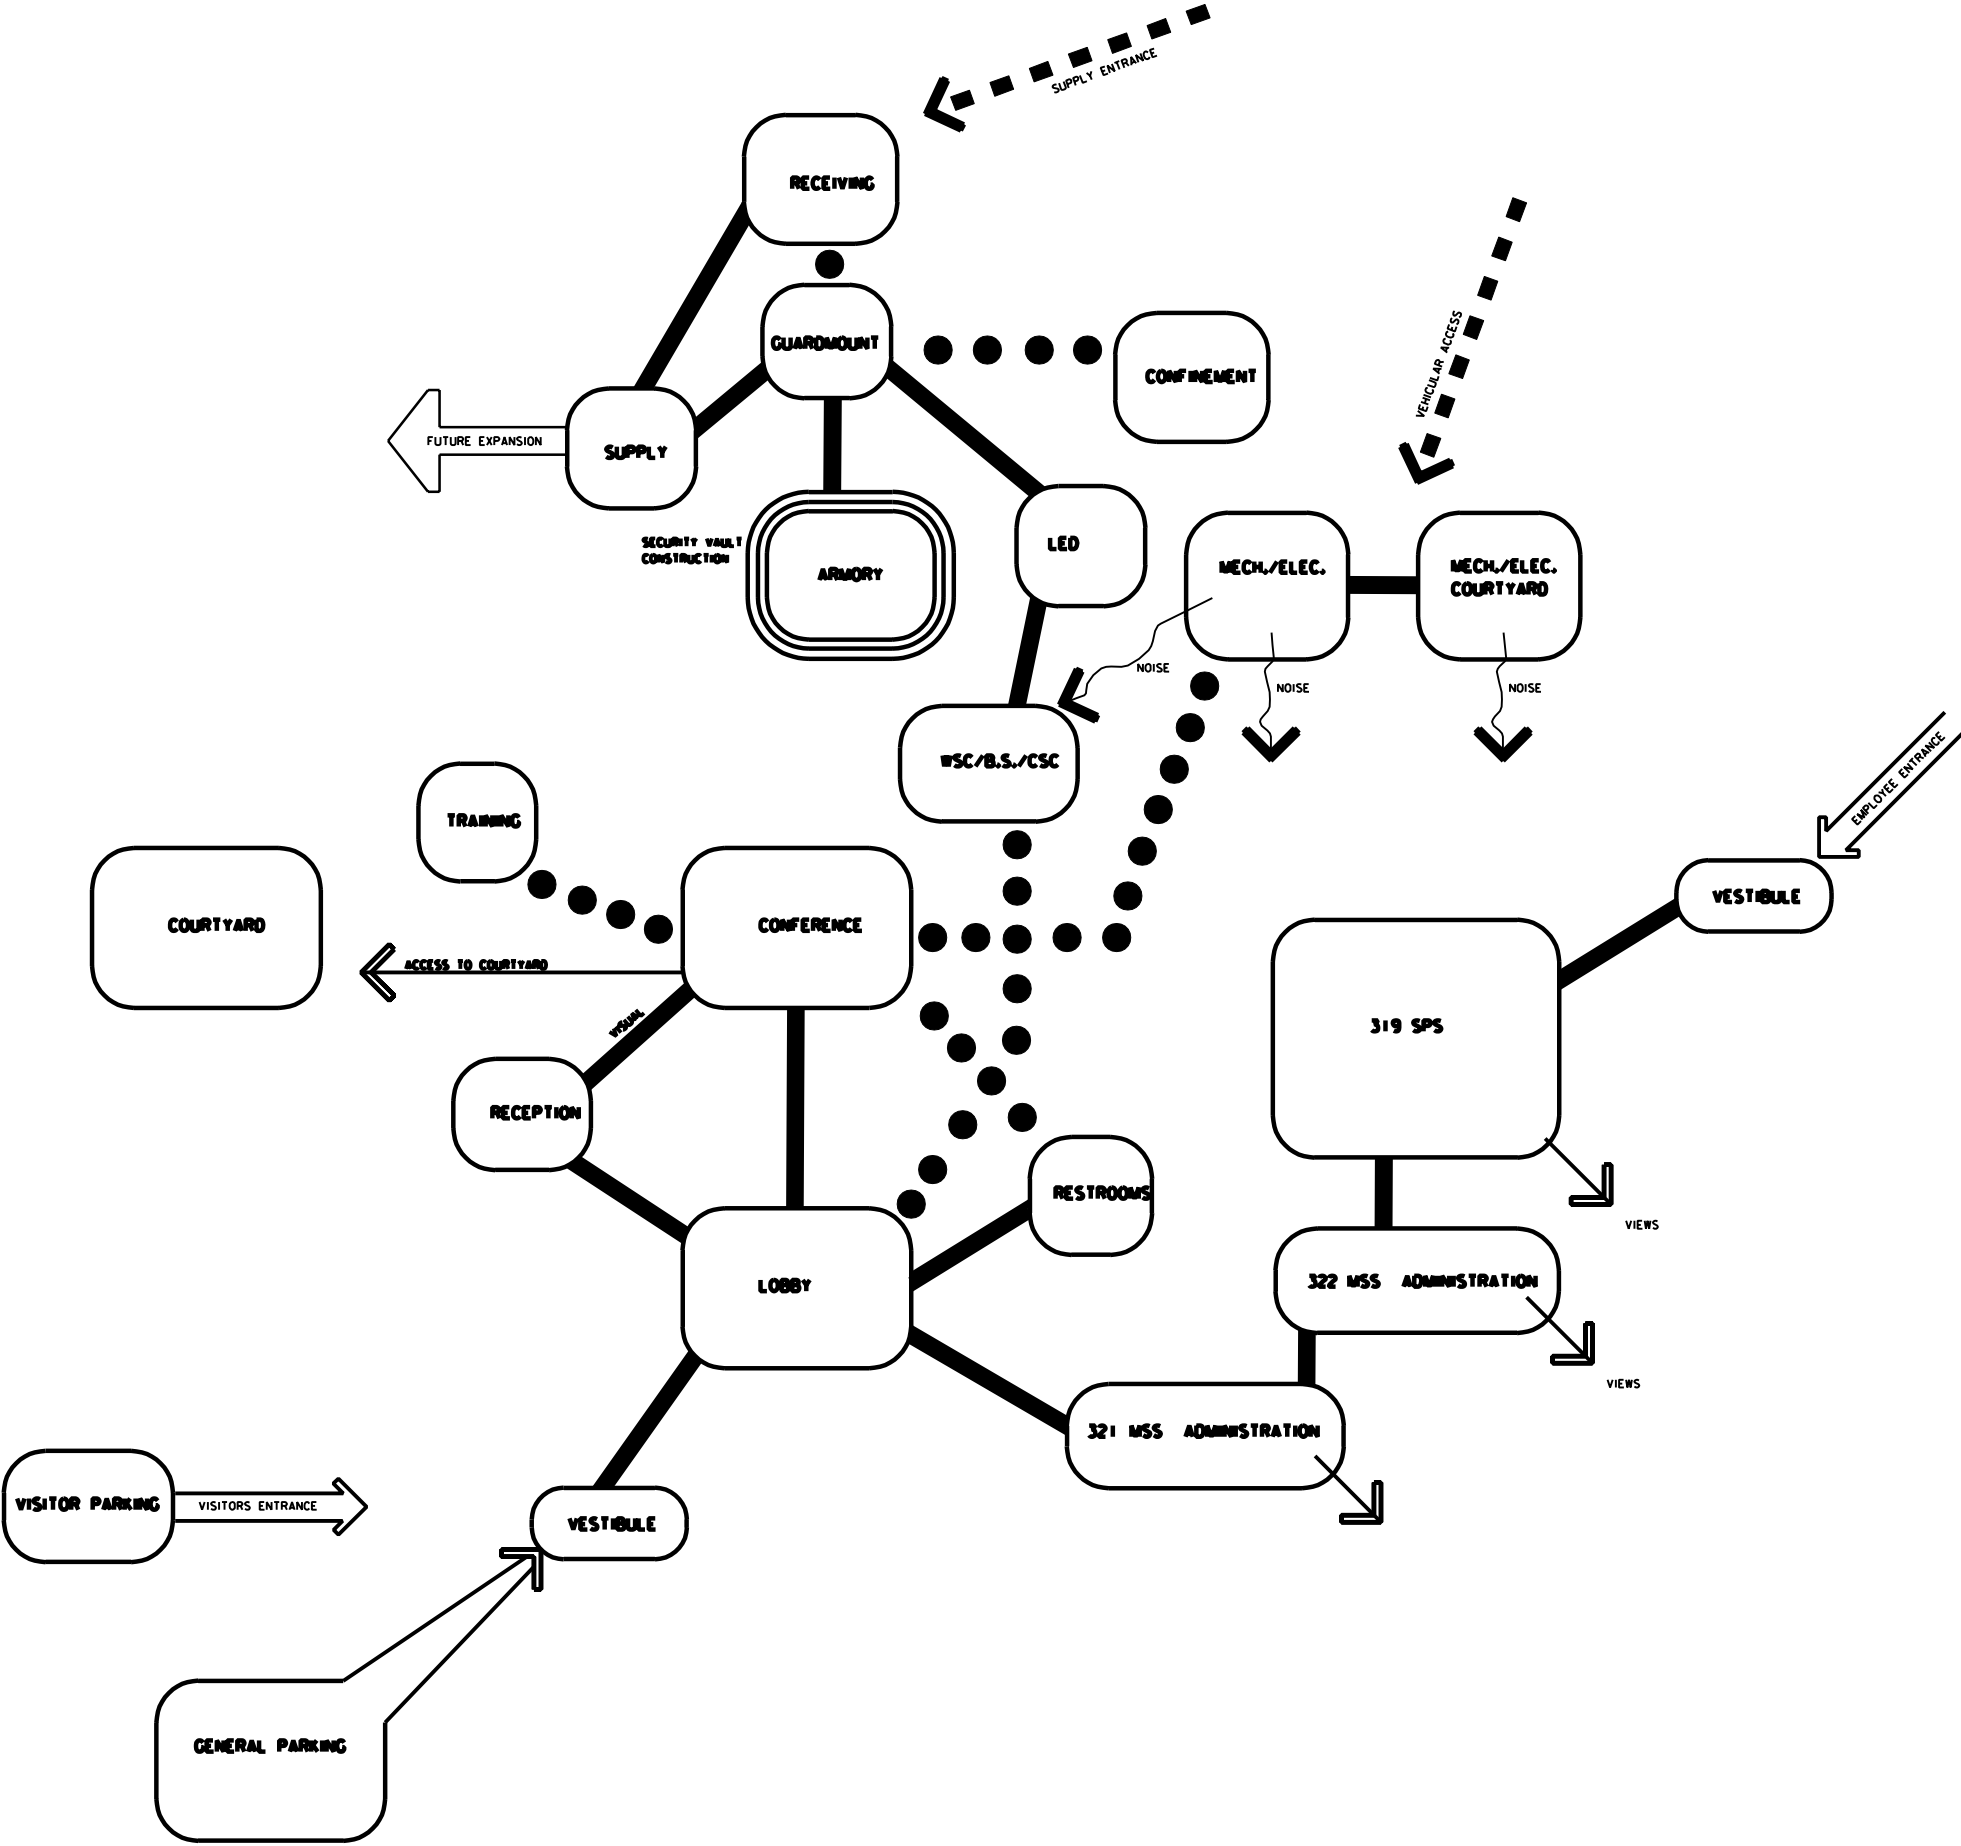 SUPPLY ENTRANCE
RECEIVING
GUARDMOUNT
CONFINEMENT
VEHICULAR ACCESS
FUTURE EXPANSION
SUPPLY
SECURITY VAULT
CONSTRUCTION
ARMORY
LED
MECH./ELEC.
MECH./ELEC.
COURTYARD
NOISE
NOISE
NOISE
WSC/B.S./CSC
EMPLOYEE ENTRANCE
TRAINING
VESTIBULE
COURTYARD
CONFERENCE
ACCESS TO COURTYARD
VISUAL
319 SPS
RECEPTION
RESTROOMS
VIEWS
LOBBY
322 MSS ADMINISTRATION
VIEWS
321 MSS ADMINISTRATION
VISITOR PARKING
VISITORS ENTRANCE
VESTIBULE
GENERAL PARKING